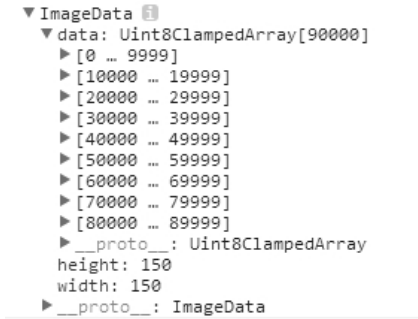 ▼ ImageData i
▼ data: Uint8ClampedArray[90000]
▶ [0 … 9999]
▶ [10000 … 19999]
▶ [20000 … 29999]
▶ [30000 … 39999]
▶ [40000 … 49999]
▶ [50000 … 59999]
▶ [60000 … 69999]
▶ [70000 … 79999]
▶ [80000 … 89999]
▶ __proto__: Uint8ClampedArray
height: 150
width: 150
▶ __proto__: ImageData